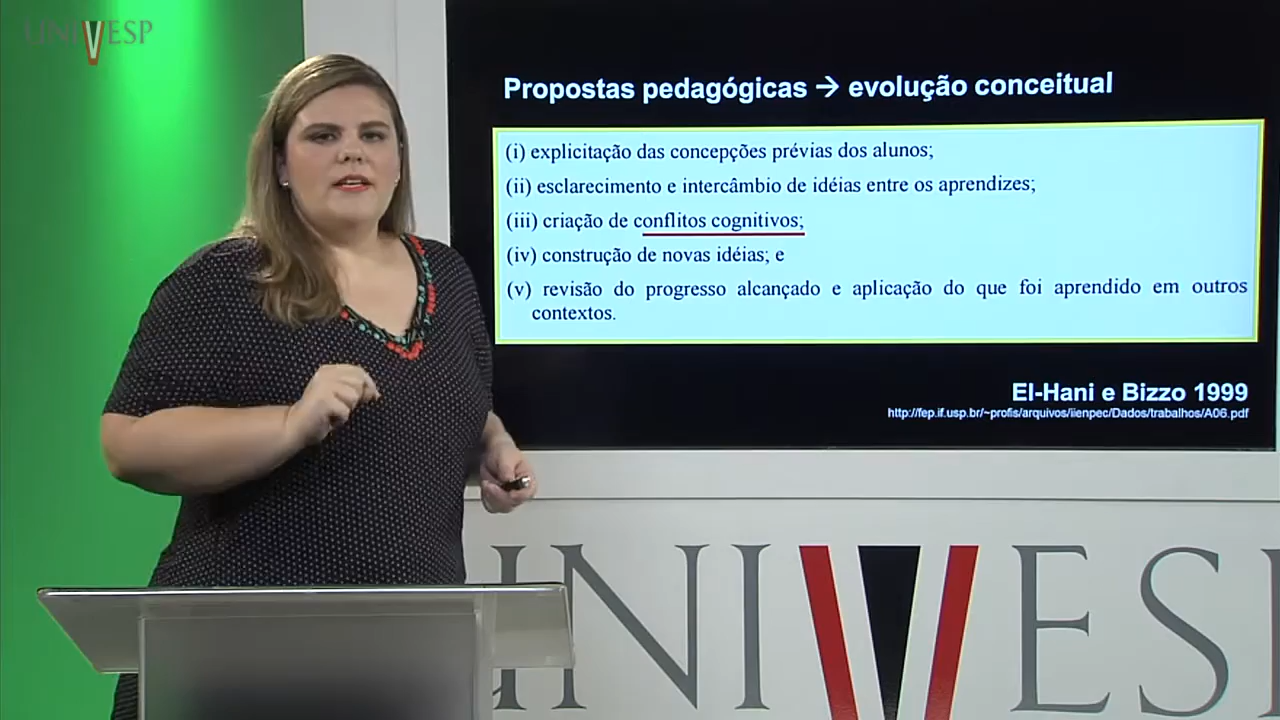 UNIVESP
Propostas pedagógicas → evolução conceitual
(i) explicitação das concepções prévias dos alunos;
(ii) esclarecimento e intercâmbio de idéias entre os aprendizes;
(iii) criação de conflitos cognitivos;
(iv) construção de novas idéias; e
(v) revisão do progresso alcançado e aplicação do que foi aprendido em outros
contextos.
El-Hani e Bizzo 1999
http://fep.if.usp.br/~profis/arquivos/iienpec/Dados/trabalhos/A06.pdf
UNIVESP